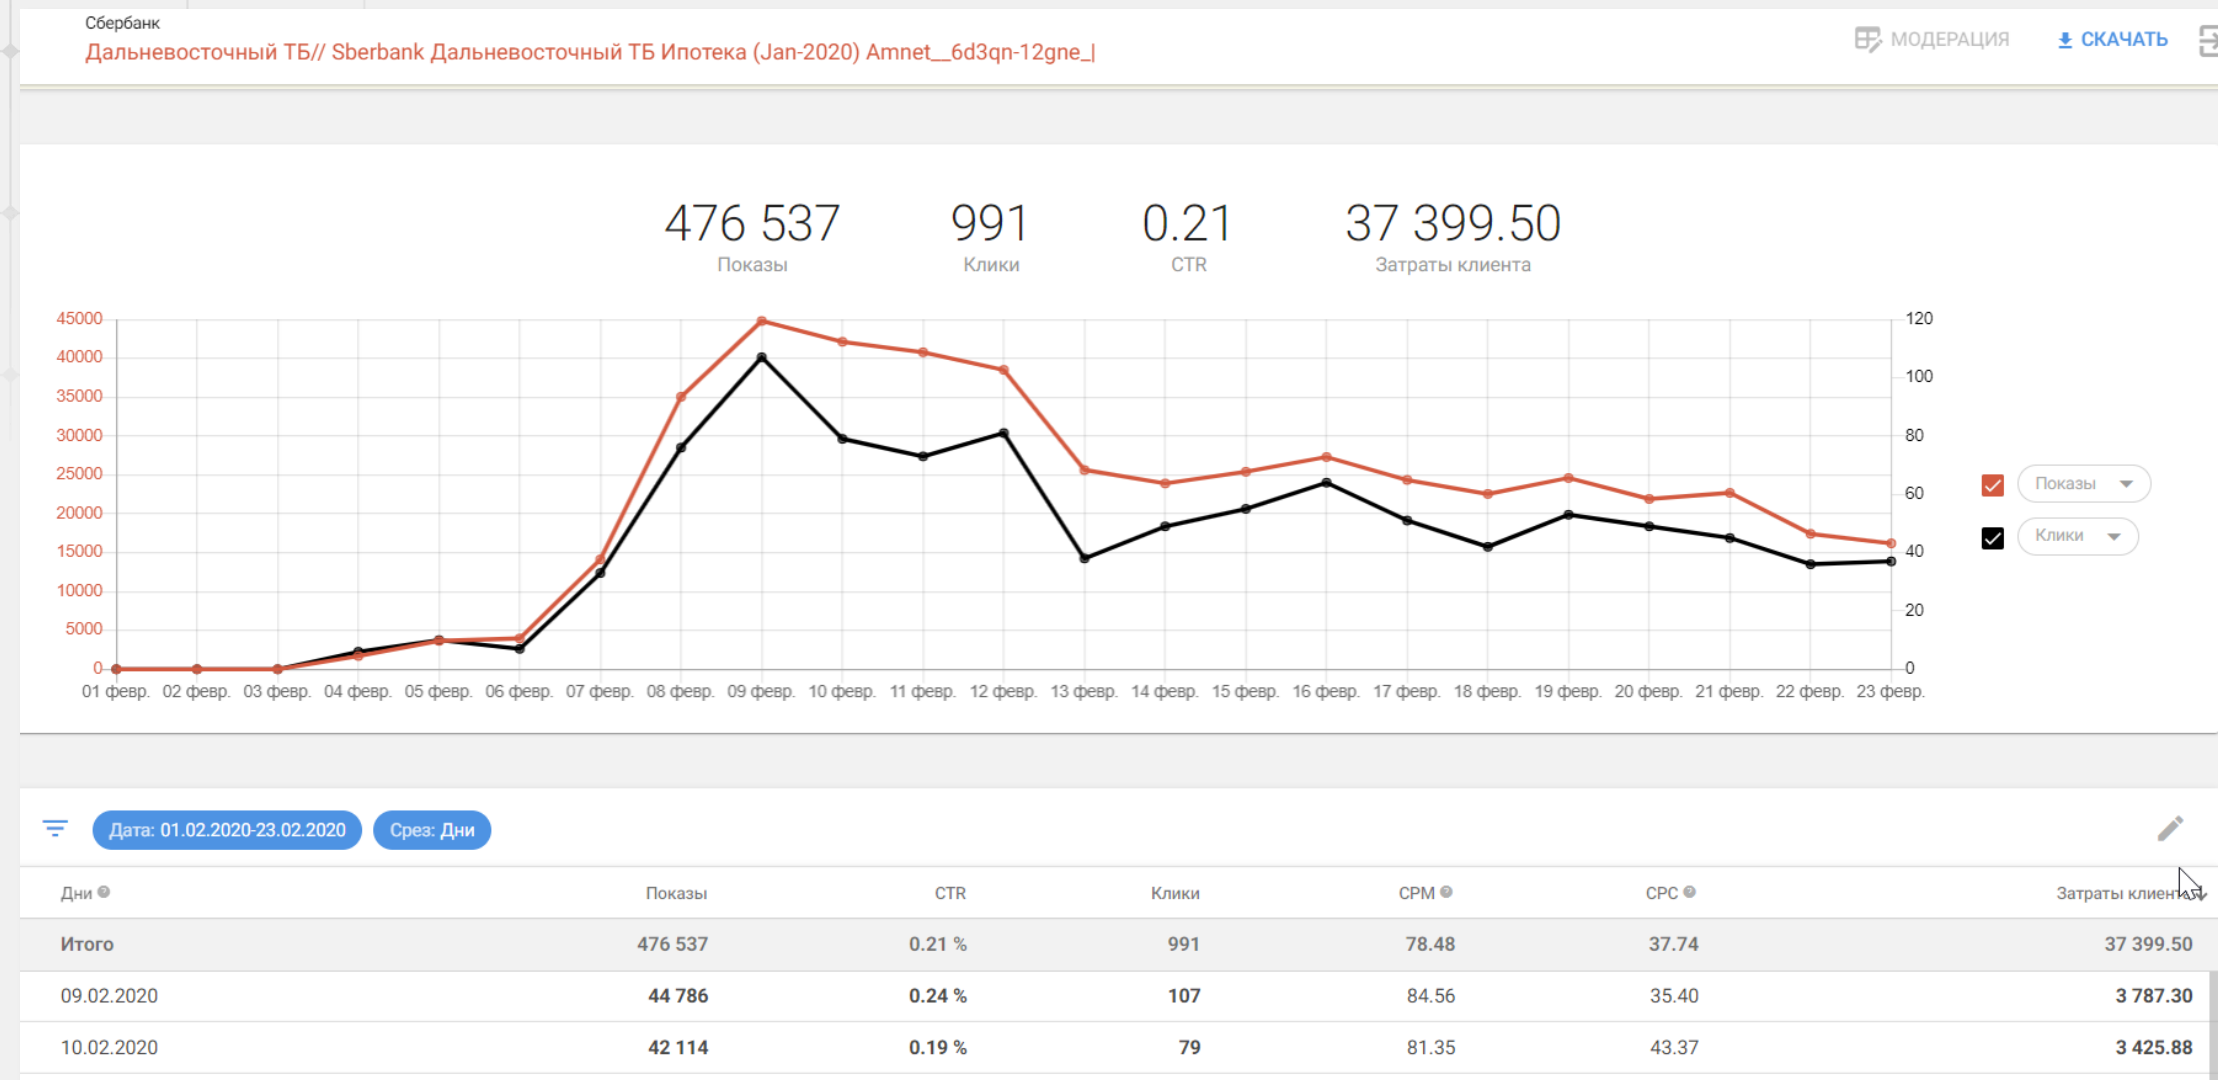 Сбербанк
Дальневосточный ТБ// Sberbank Дальневосточный ТБ Ипотека (Jan-2020) Amnet__6d3qn-12gne_|
МОДЕРАЦИЯ
СКАЧАТЬ
476 537 991 0.21 37 399.50
Показы Клики CTR Затраты клиента
45000
40000
35000
30000
25000
20000
15000
10000
5000
0
120
100
80
60
40
20
0
01 февр. 02 февр. 03 февр. 04 февр. 05 февр. 06 февр. 07 февр. 08 февр. 09 февр. 10 февр. 11 февр. 12 февр. 13 февр. 14 февр. 15 февр. 16 февр. 17 февр. 18 февр. 19 февр. 20 февр. 21 февр. 22 февр. 23 февр.
Показы
Клики
Дата: 01.02.2020-23.02.2020 Срез: Дни
Дни Показы CTR Клики CPM CPC Затраты
Итого 476 537 0.21 % 991 78.48 37.74 37 399.50
09.02.2020 44 786 0.24 % 107 84.56 35.40 3 787.30
10.02.2020 42 114 0.19 % 79 81.35 43.37 3 425.88